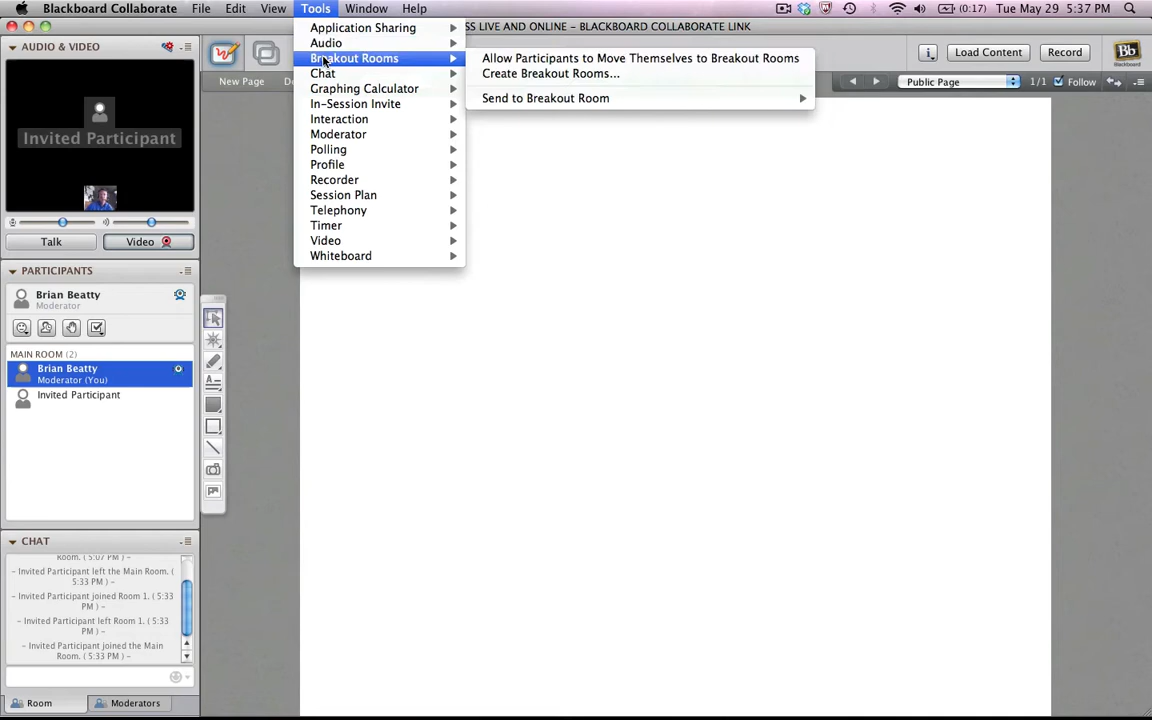 Blackboard Collaborate File Edit View Tools Window Help (0:17) Tue May 29 5:37 PM
SS LIVE AND ONLINE – BLACKBOARD COLLABORATE LINK
AUDIO & VIDEO
Invited Participant
Talk Video
PARTICIPANTS
Brian Beatty
Moderator
MAIN ROOM (2)
Brian Beatty
Moderator (You)
Invited Participant
CHAT
Room. ( 5:07 PM ) –
– Invited Participant left the Main Room. (
5:33 PM ) –
– Invited Participant joined Room 1. ( 5:33
PM ) –
– Invited Participant left Room 1. ( 5:33
PM ) –
– Invited Participant joined the Main
Room. ( 5:33 PM ) –
Room Moderators
Application Sharing
Audio
Breakout Rooms
Chat
Graphing Calculator
In-Session Invite
Interaction
Moderator
Polling
Profile
Recorder
Session Plan
Telephony
Timer
Video
Whiteboard
Allow Participants to Move Themselves to Breakout Rooms
Create Breakout Rooms...
Send to Breakout Room
Load Content Record Bb
Blackboard
New Page Public Page 1/1 Follow